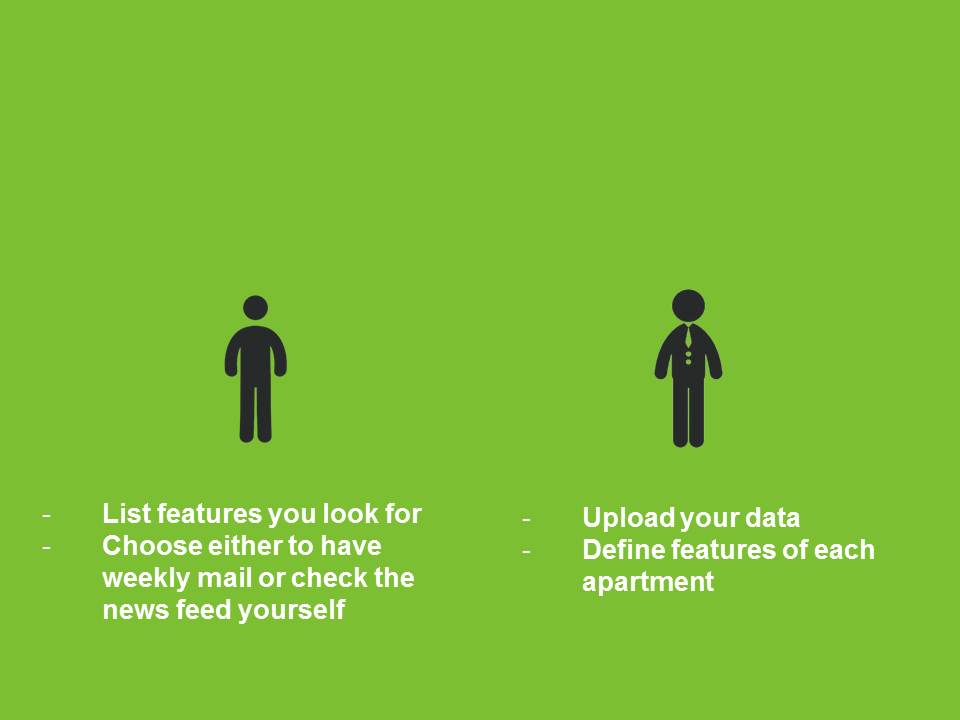 - List features you look for
- Choose either to have
weekly mail or check the
news feed yourself
- Upload your data
- Define features of each
apartment